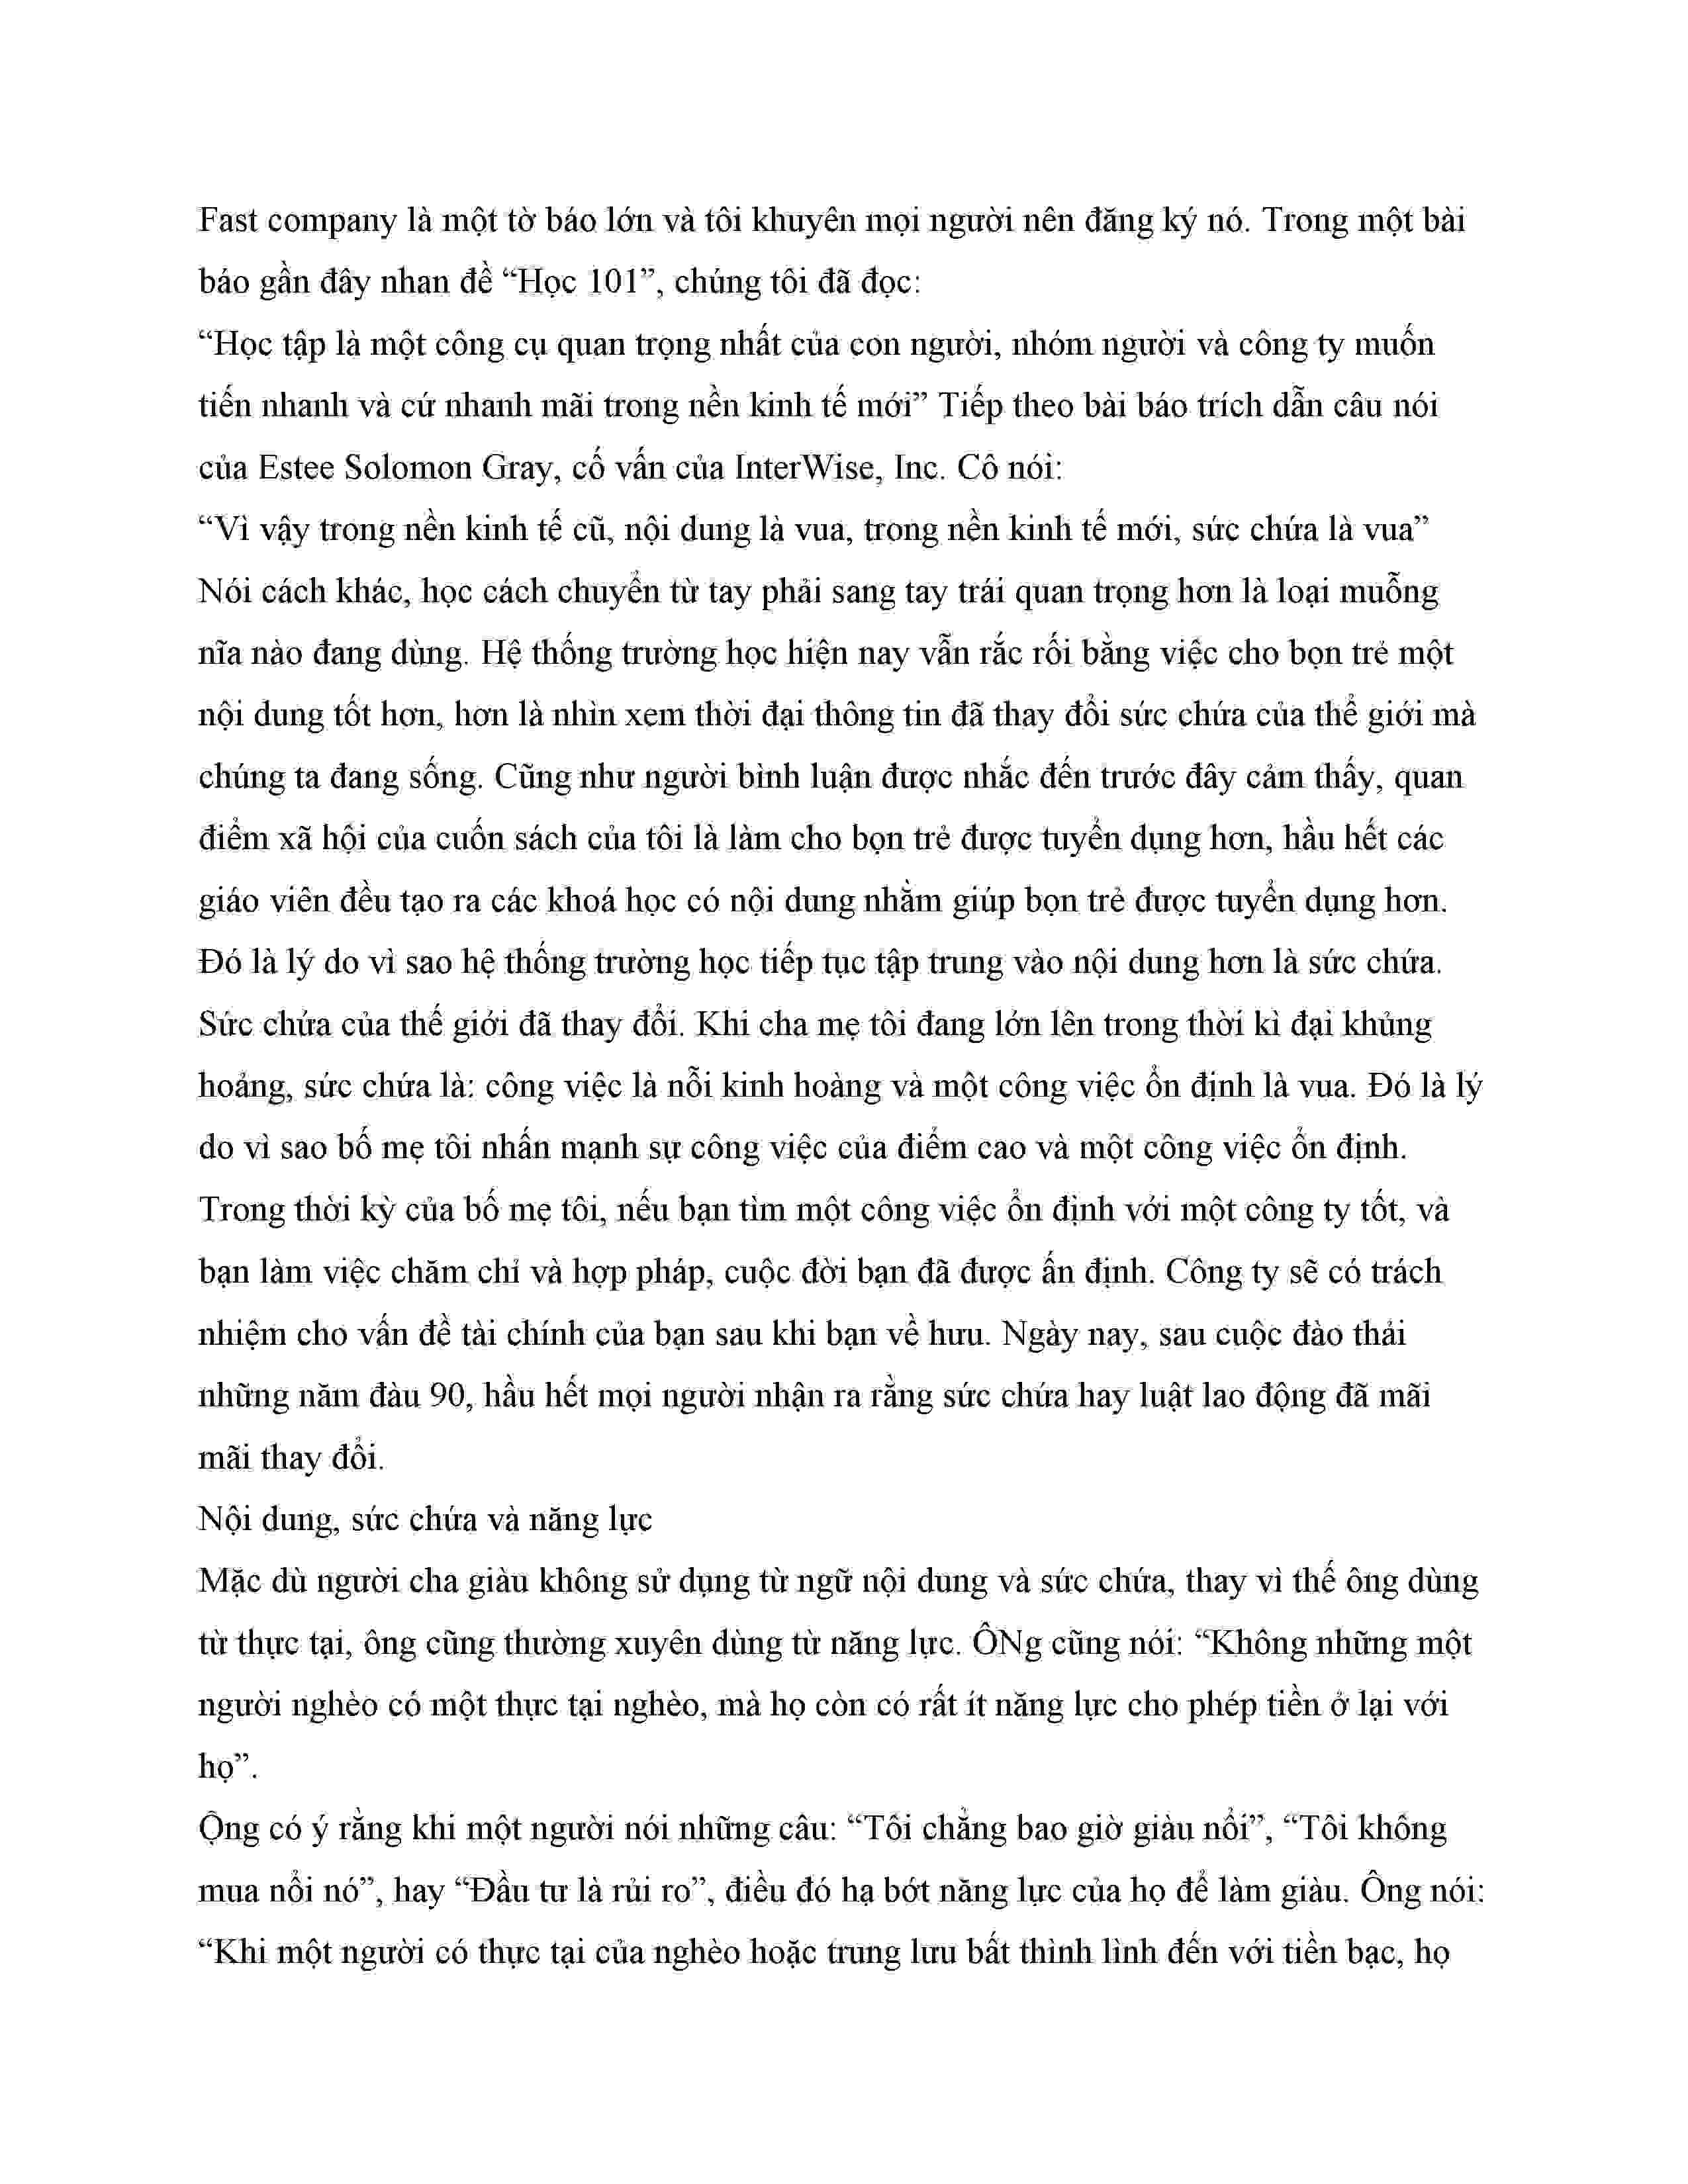 Fast company là một tờ báo lớn và tôi khuyên mọi người nên đăng ký nó. Trong một bài
báo gần đây nhan đề “Học 101”, chúng tôi đã đọc:
“Học tập là một công cụ quan trọng nhất của con người, nhóm người và công ty muốn
tiến nhanh và cứ nhanh mãi trong nền kinh tế mới” Tiếp theo bài báo trích dẫn câu nói
của Estee Solomon Gray, cố vấn của InterWise, Inc. Cô nói:
“Vì vậy trong nền kinh tế cũ, nội dung là vua, trong nền kinh tế mới, sức chứa là vua”
Nói cách khác, học cách chuyển từ tay phải sang tay trái quan trọng hơn là loại muỗng
nĩa nào đang dùng. Hệ thống trường học hiện nay vẫn rắc rối bằng việc cho bọn trẻ một
nội dung tốt hơn, hơn là nhìn xem thời đại thông tin đã thay đổi sức chứa của thể giới mà
chúng ta đang sống. Cũng như người bình luận được nhắc đến trước đây cảm thấy, quan
điểm xã hội của cuốn sách của tôi là làm cho bọn trẻ được tuyển dụng hơn, hầu hết các
giáo viên đều tạo ra các khoá học có nội dung nhằm giúp bọn trẻ được tuyển dụng hơn.
Đó là lý do vì sao hệ thống trường học tiếp tục tập trung vào nội dung hơn là sức chứa.
Sức chứa của thế giới đã thay đổi. Khi cha mẹ tôi đang lớn lên trong thời kì đại khủng
hoảng, sức chứa là: công việc là nỗi kinh hoàng và một công việc ổn định là vua. Đó là lý
do vì sao bố mẹ tôi nhấn mạnh sự công việc của điểm cao và một công việc ổn định.
Trong thời kỳ của bố mẹ tôi, nếu bạn tìm một công việc ổn định với một công ty tốt, và
bạn làm việc chăm chỉ và hợp pháp, cuộc đời bạn đã được ấn định. Công ty sẽ có trách
nhiệm cho vấn đề tài chính của bạn sau khi bạn về hưu. Ngày nay, sau cuộc đào thải
những năm đàu 90, hầu hết mọi người nhận ra rằng sức chứa hay luật lao động đã mãi
mãi thay đổi.
Nội dung, sức chứa và năng lực
Mặc dù người cha giàu không sử dụng từ ngữ nội dung và sức chứa, thay vì thế ông dùng
từ thực tại, ông cũng thường xuyên dùng từ năng lực. ÔNg cũng nói: “Không những một
người nghèo có một thực tại nghèo, mà họ còn có rất ít năng lực cho phép tiền ở lại với
họ”.
Ộng có ý rằng khi một người nói những câu: “Tôi chẳng bao giờ giàu nổi”, “Tôi không
mua nổi nó”, hay “Đầu tư là rủi ro”, điều đó hạ bớt năng lực của họ để làm giàu. Ông nói:
“Khi một người có thực tại của nghèo hoặc trung lưu bất thình lình đến với tiền bạc, họ